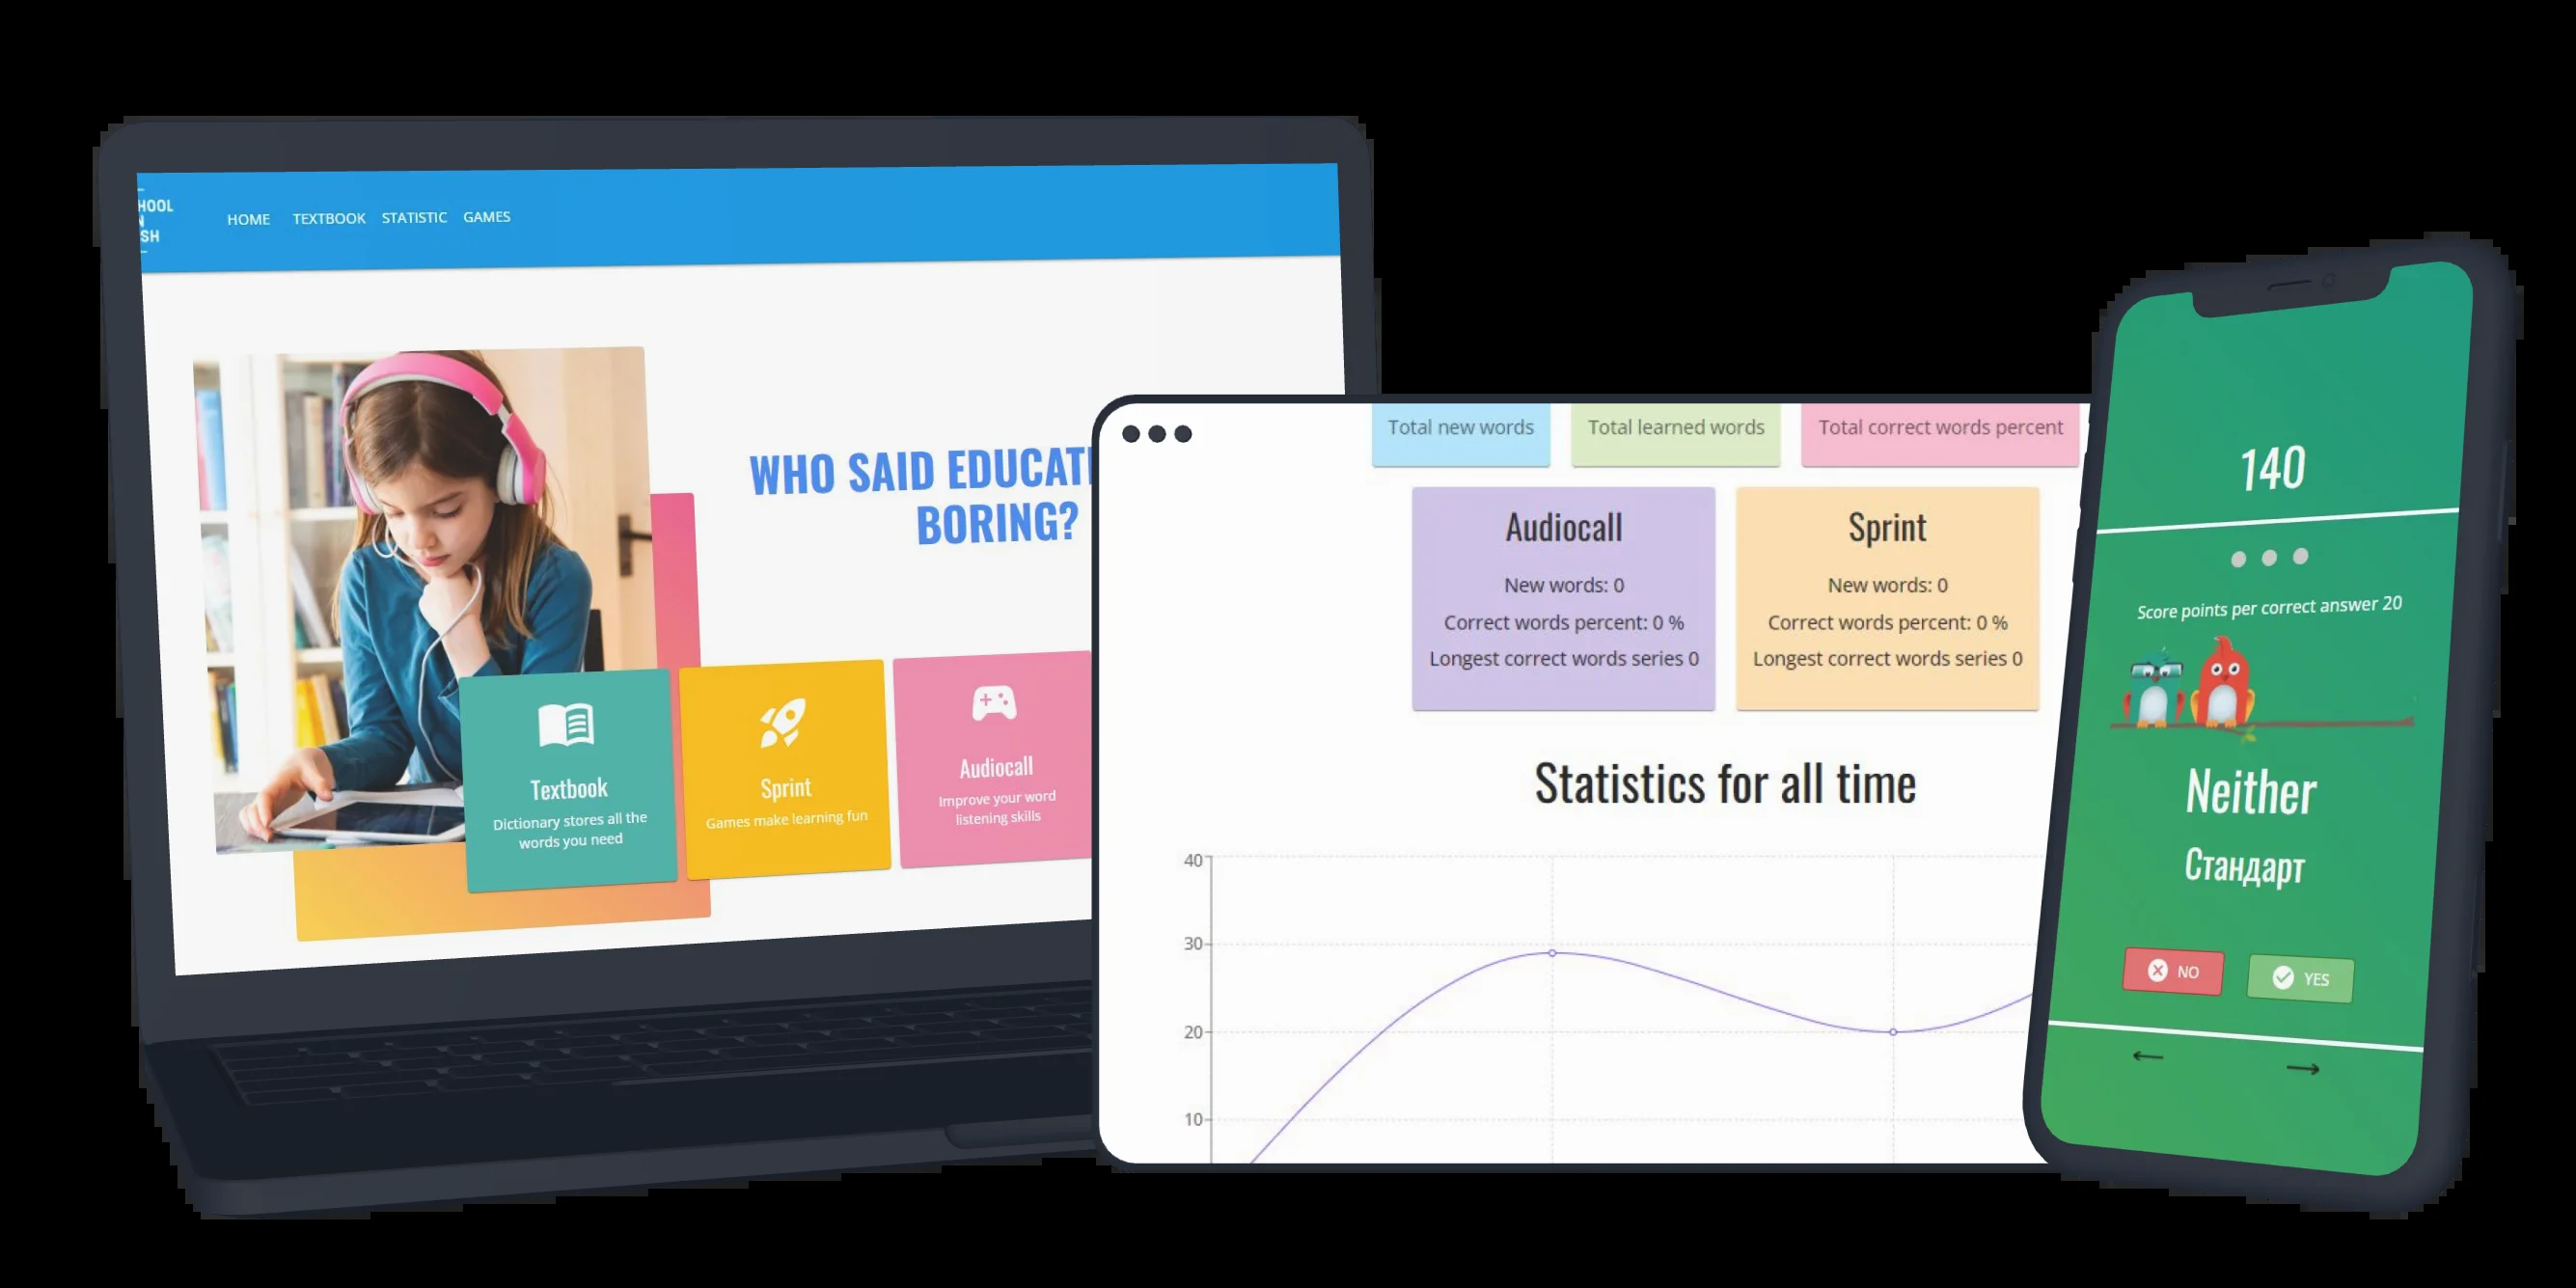 HOOL
N
SH
HOME TEXTBOOK STATISTIC GAMES
WHO SAID EDUCATI
BORING?
Textbook
Dictionary stores all the
words you need
Sprint
Games make learning fun
Audiocall
Improve your word
listening skills
Total new words
Total learned words
Total correct words percent
Audiocall
New words: 0
Correct words percent: 0 %
Longest correct words series 0
Sprint
New words: 0
Correct words percent: 0 %
Longest correct words series 0
Statistics for all time
40
30
20
10
140
Score points per correct answer 20
Neither
Стандарт
NO
YES